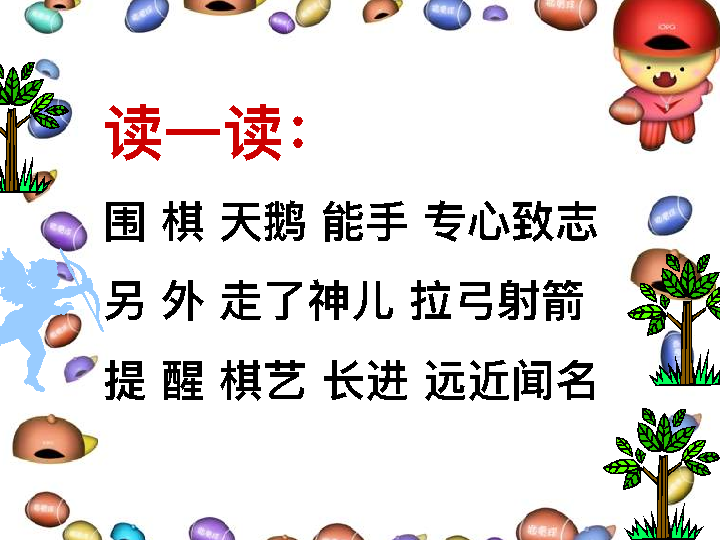 读一读：
围 棋 天鹅 能手 专心致志
另 外 走了神儿 拉弓射箭
提 醒 棋艺 长进 远近闻名